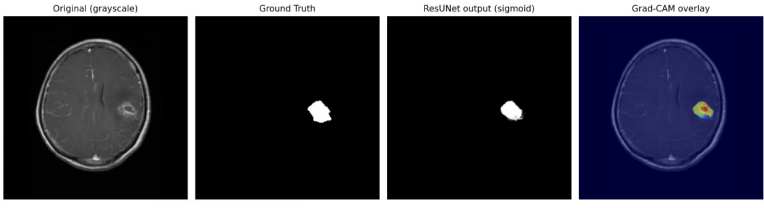 Original (grayscale)
Ground Truth
ResUNet output (sigmoid)
Grad-CAM overlay